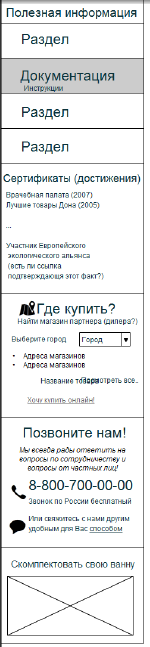 Полезная информация
Раздел
Документация
Инструкции
Раздел
Раздел
Сертификаты (достижения)
Врачебная палата (2007)
Лучшие товары Дона (2005)
...
Участник Европейского
экологического альянса
(есть ли ссылка
подтверждающя этот факт?)
Где купить?
Найти магазин партнера (дилера?)
Выберите город Город
• Адреса магазинов
• Адреса магазинов
Название товара Посмотреть все..
Хочу купить онлайн!
Позвоните нам!
Мы всегда рады ответить на
вопросы по сотрудничеству и
вопросы от частных лиц!
8-800-700-00-00
Звонок по России бесплатный
Или свяжитесь с нами другим
удобным для Вас способом
Скомплектовать свою ванну